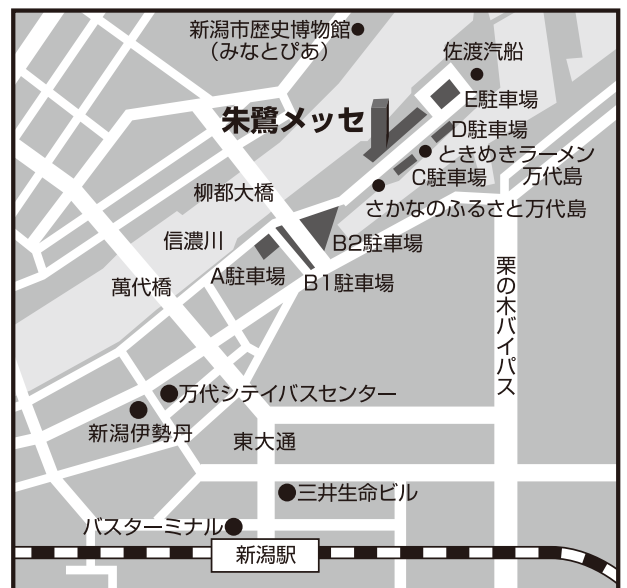 新潟市歴史博物館
（みなとぴあ）
佐渡汽船
E駐車場
朱鷺メッセ
D駐車場
ときめきラーメン
C駐車場
万代島
さかなのふるさと万代島
柳都大橋
信濃川
B2駐車場
A駐車場
B1駐車場
萬代橋
栗の木バイパス
万代シテイバスセンター
新潟伊勢丹
東大通
三井生命ビル
バスターミナル
新潟駅